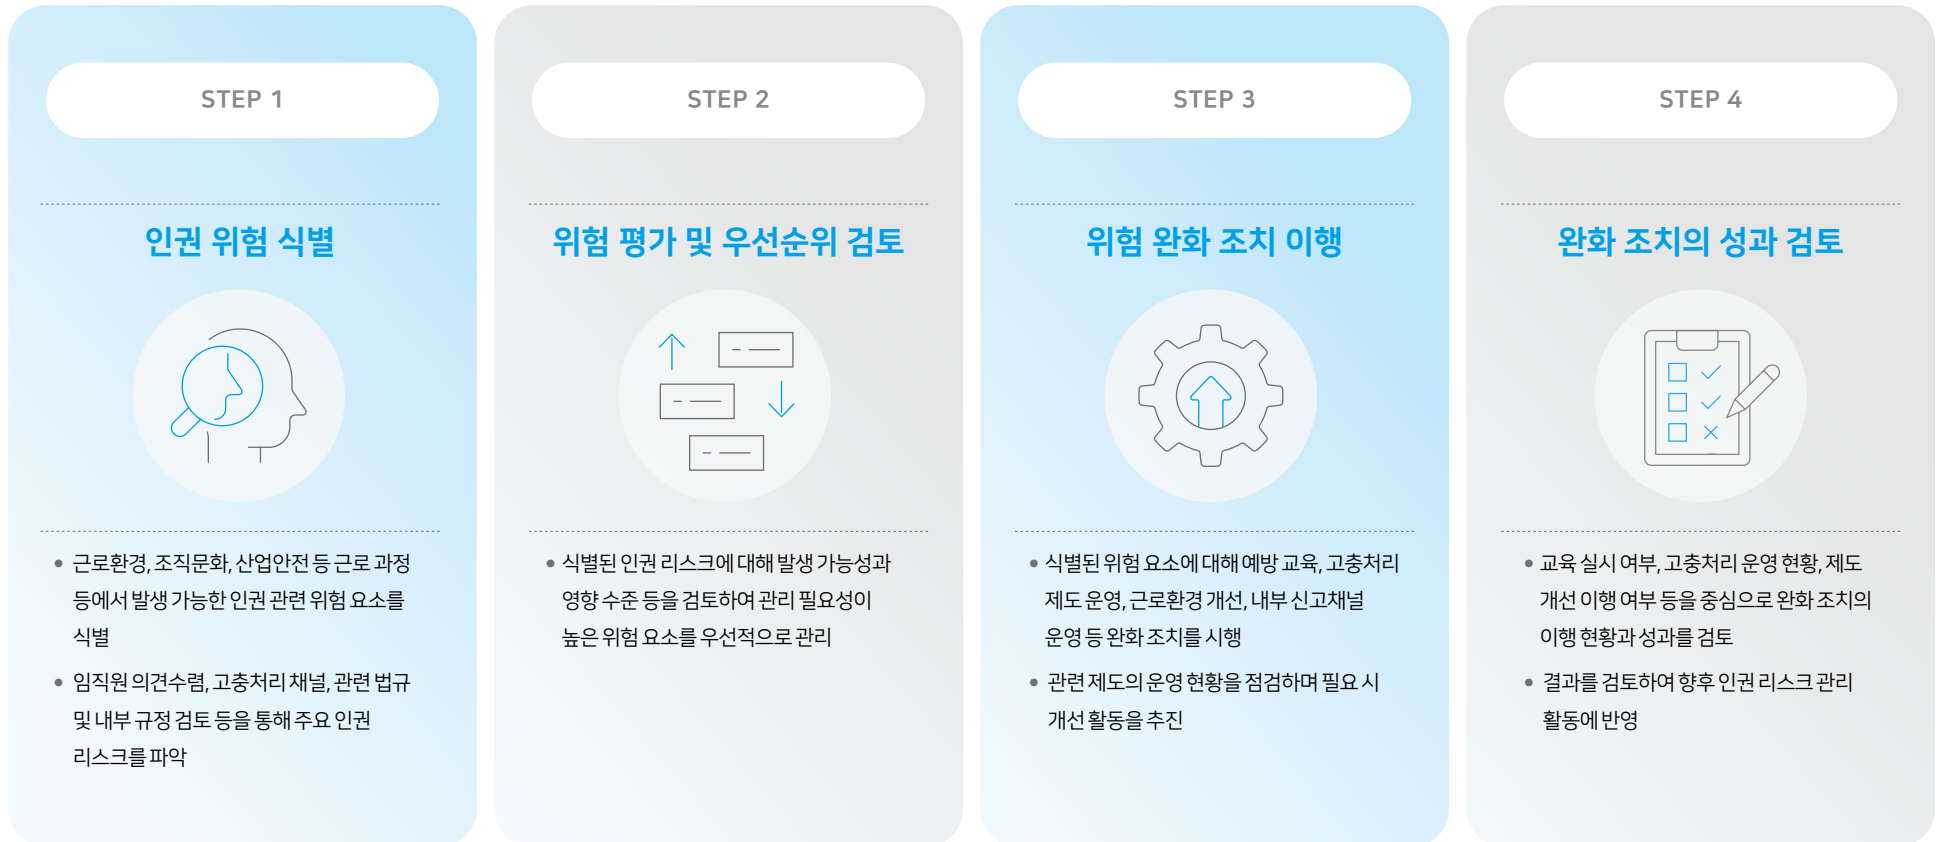 STEP 1
인권 위험 식별
• 근로환경, 조직문화, 산업안전 등 근로 과정
등에서 발생 가능한 인권 관련 위험 요소를
식별
• 임직원 의견수렴, 고충처리 채널, 관련 법규
및 내부 규정 검토 등을 통해 주요 인권
리스크를 파악
STEP 2
위험 평가 및 우선순위 검토
• 식별된 인권 리스크에 대해 발생 가능성과
영향 수준 등을 검토하여 관리 필요성이
높은 위험 요소를 우선적으로 관리
STEP 3
위험 완화 조치 이행
• 식별된 위험 요소에 대해 예방 교육, 고충처리
제도 운영, 근로환경 개선, 내부 신고채널
운영 등 완화 조치를 시행
• 관련 제도의 운영 현황을 점검하며 필요 시
개선 활동을 추진
STEP 4
완화 조치의 성과 검토
• 교육 실시 여부, 고충처리 운영 현황, 제도
개선 이행 여부 등을 중심으로 완화 조치의
이행 현황과 성과를 검토
• 결과를 검토하여 향후 인권 리스크 관리
활동에 반영